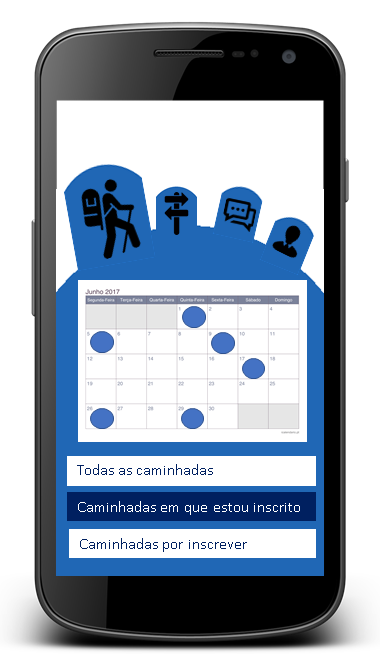 Junho 2017
Segunda-Feira Terça-Feira Quarta-Feira Quinta-Feira Sexta-Feira Sábado Domingo
1 2 3 4
5 6 7 8 9 10 11
12 13 14 15 16 17 18
19 20 21 22 23 24 25
26 27 28 29 30
Todas as caminhadas
Caminhadas em que estou inscrito
Caminhadas por inscrever